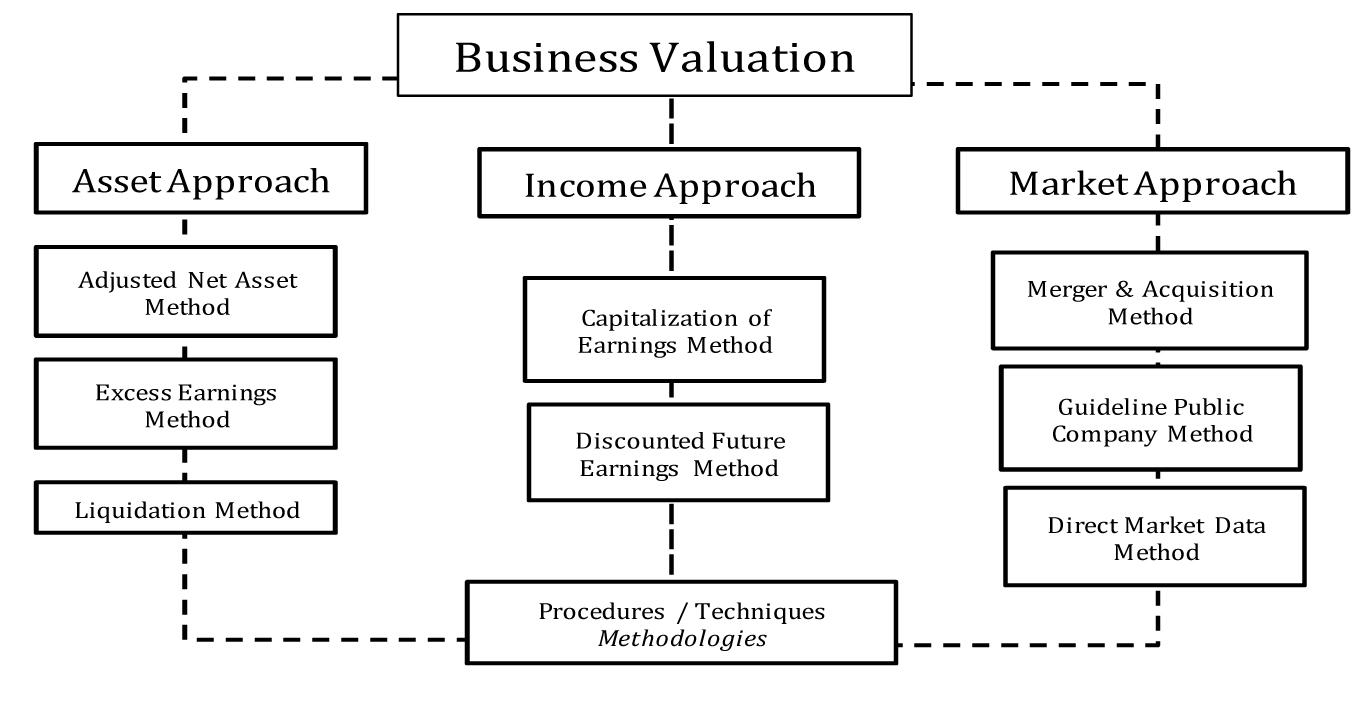 Business Valuation
Asset Approach
Income Approach
Market Approach
Adjusted Net Asset
Method
Excess Earnings
Method
Liquidation Method
Capitalization of
Earnings Method
Discounted Future
Earnings Method
Merger & Acquisition
Method
Guideline Public
Company Method
Direct Market Data
Method
Procedures / Techniques
Methodologies